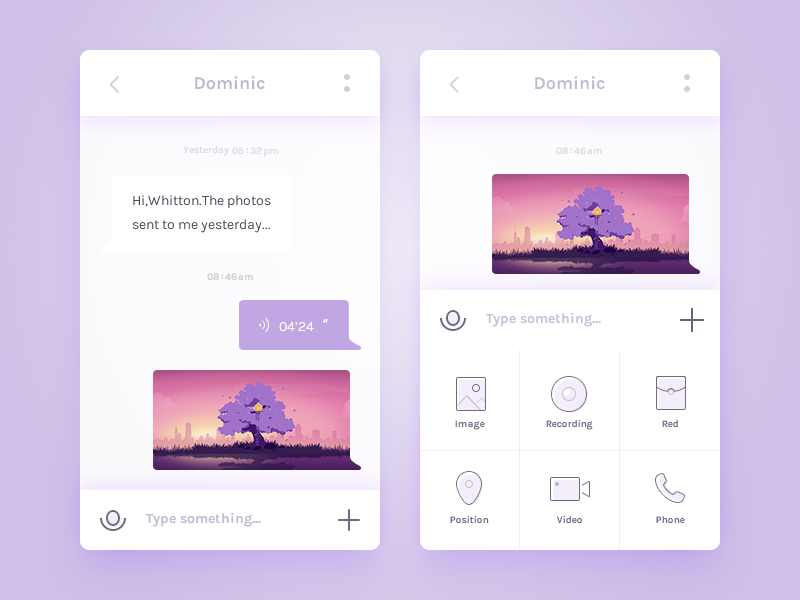 Dominic
Yesterday 05:32pm
Hi,Whitton.The photos
sent to me yesterday...
08:46am
04'24 "
Type something...
Dominic
08:46am
Type something...
Image
Recording
Red
Position
Video
Phone